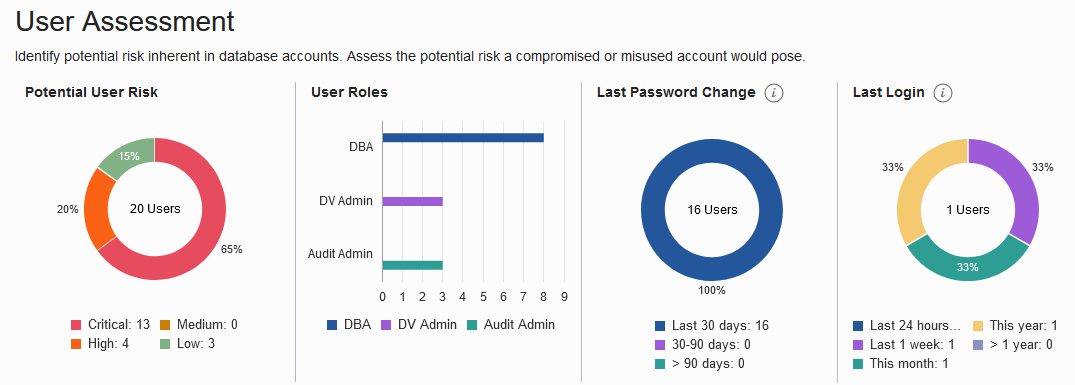 User Assessment
Identify potential risk inherent in database accounts. Assess the potential risk a compromised or misused account would pose.
Potential User Risk
15%
20%
20 Users
65%
Critical: 13
Medium: 0
High: 4
Low: 3
User Roles
DBA
DV Admin
Audit Admin
0 1 2 3 4 5 6 7 8 9
DBA DV Admin Audit Admin
Last Password Change i
16 Users
100%
Last 30 days: 16
30-90 days: 0
> 90 days: 0
Last Login i
33%
33%
1 Users
33%
Last 24 hours...
This year: 1
Last 1 week: 1
> 1 year: 0
This month: 1